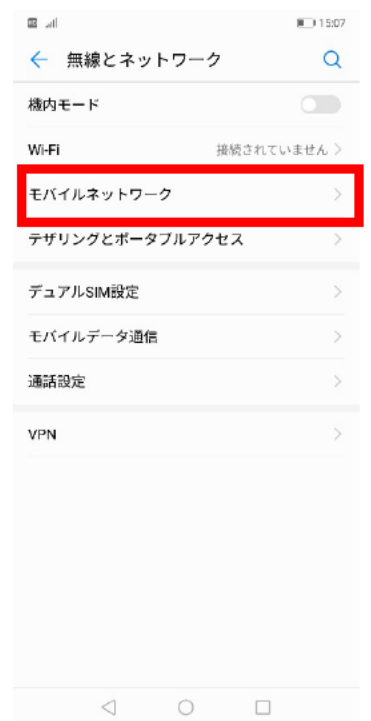 15:07
無線とネットワーク
機内モード
Wi-Fi 接続されていません
モバイルネットワーク
テザリングとポータブルアクセス
デュアルSIM設定
モバイルデータ通信
通話設定
VPN